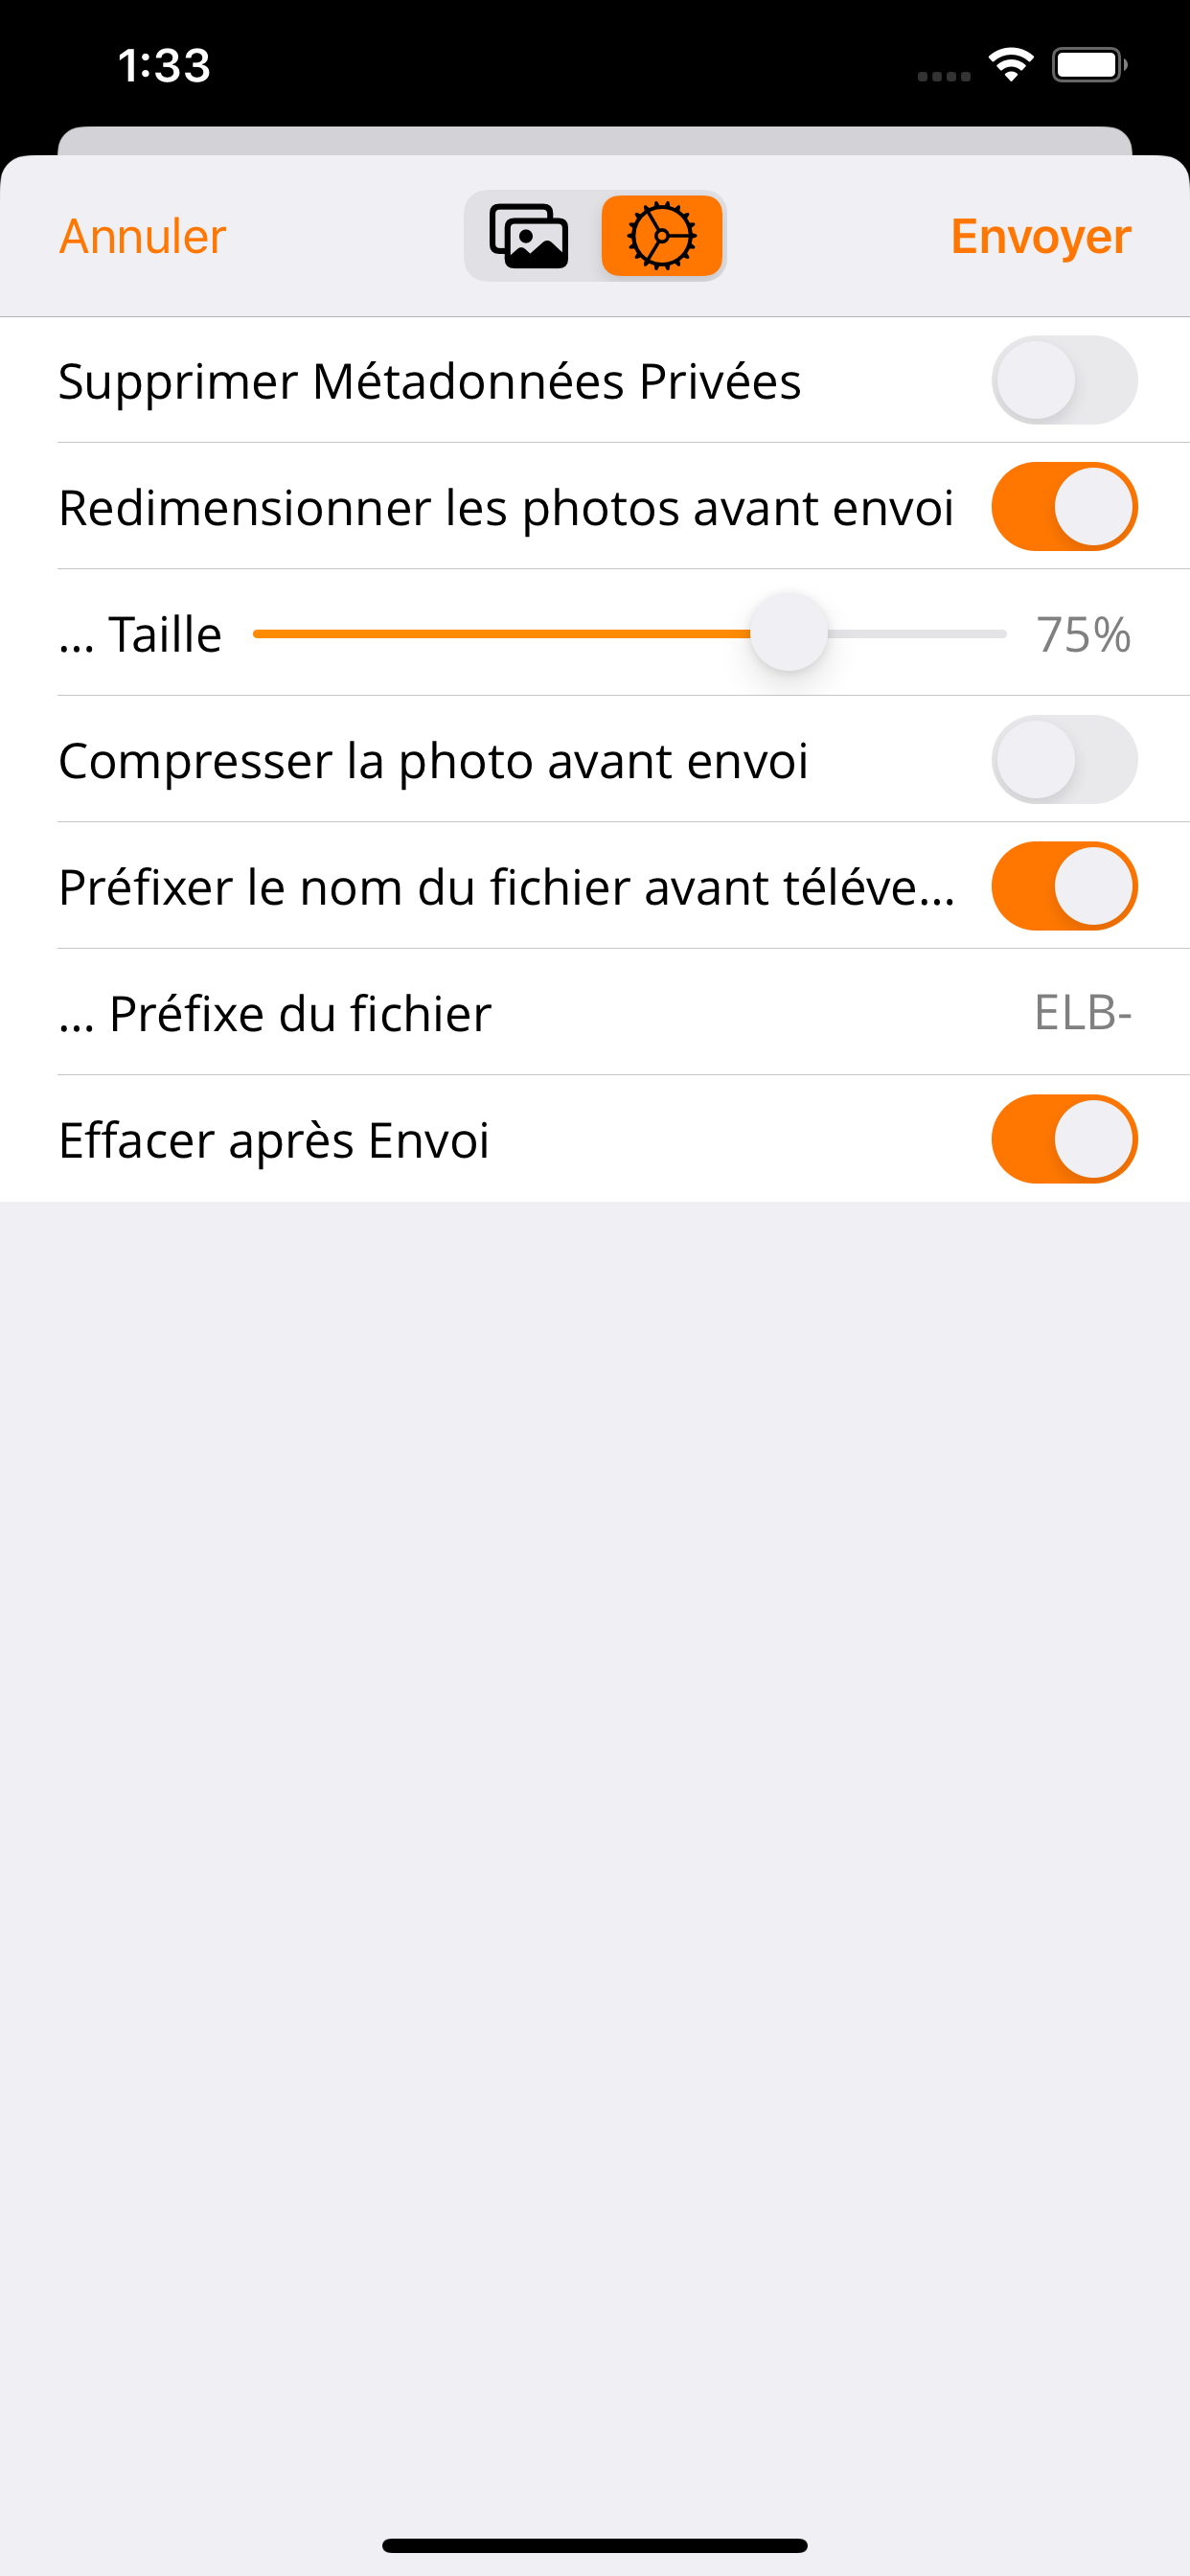 1:33
Annuler
Envoyer
Supprimer Métadonnées Privées
Redimensionner les photos avant envoi
... Taille
75%
Compresser la photo avant envoi
Préfixer le nom du fichier avant téléve...
... Préfixe du fichier
ELB-
Effacer après Envoi